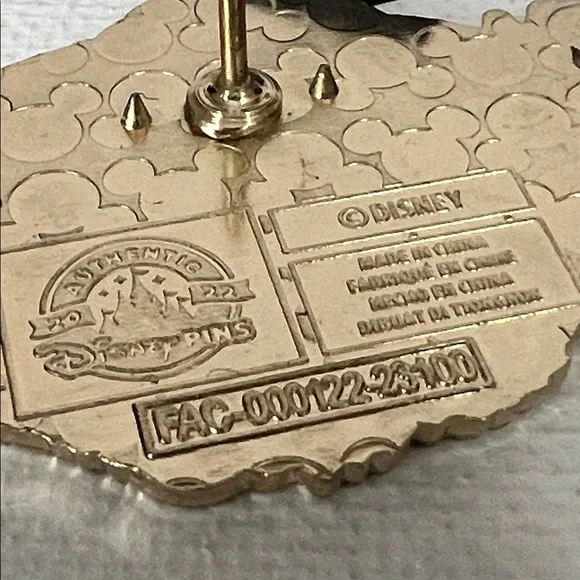 AUTHENTIC
20 22
Disney PINS
© DISNEY
MADE IN CHINA
FABRIQUÉ EN CHINE
HECHO EN CHINA
FAC-000122-23100